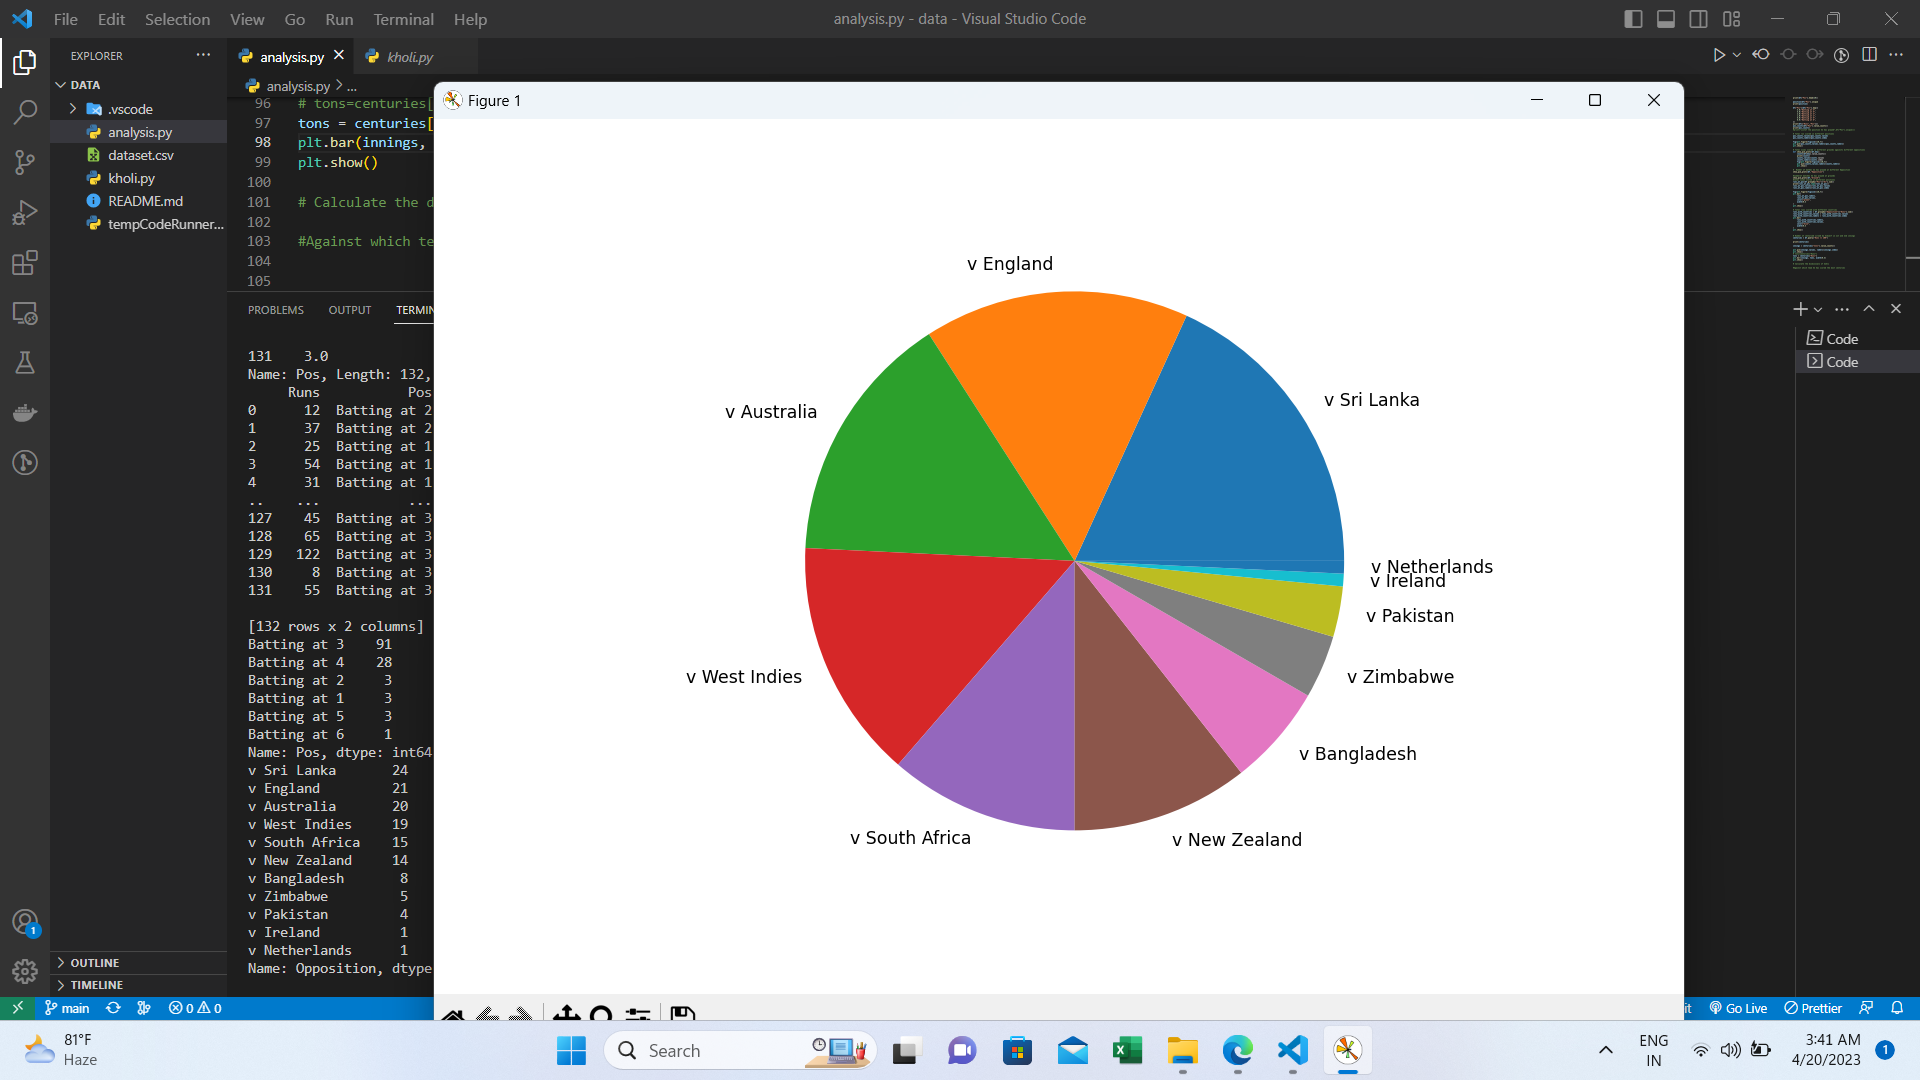 File Edit Selection View Go Run Terminal Help
analysis.py - data - Visual Studio Code
EXPLORER
DATA
.vscode
analysis.py
dataset.csv
kholi.py
README.md
tempCodeRunner...
OUTLINE
TIMELINE
analysis.py
kholi.py
analysis.py > ...
96 # tons=centuries[
97 tons = centuries[
98 plt.bar(innings,
99 plt.show()
100
101 # Calculate the d
102
103 #Against which te
104
105
PROBLEMS OUTPUT TERMIN
131 3.0
Name: Pos, Length: 132,
Runs Pos
0 12 Batting at 2
1 37 Batting at 2
2 25 Batting at 1
3 54 Batting at 1
4 31 Batting at 1
.. ... ...
127 45 Batting at 3
128 65 Batting at 3
129 122 Batting at 3
130 8 Batting at 3
131 55 Batting at 3
[132 rows x 2 columns]
Batting at 3 91
Batting at 4 28
Batting at 2 3
Batting at 1 3
Batting at 5 3
Batting at 6 1
Name: Pos, dtype: int64
v Sri Lanka 24
v England 21
v Australia 20
v West Indies 19
v South Africa 15
v New Zealand 14
v Bangladesh 8
v Zimbabwe 5
v Pakistan 4
v Ireland 1
v Netherlands 1
Name: Opposition, dtype
Figure 1
v England
v Sri Lanka
v Australia
v Netherlands
v Ireland
v Pakistan
v West Indies
v Zimbabwe
v Bangladesh
v South Africa
v New Zealand
Code
Code
main 0 0
it Go Live Prettier
1
81°F
Haze
Search
ENG
IN
3:41 AM
4/20/2023
1